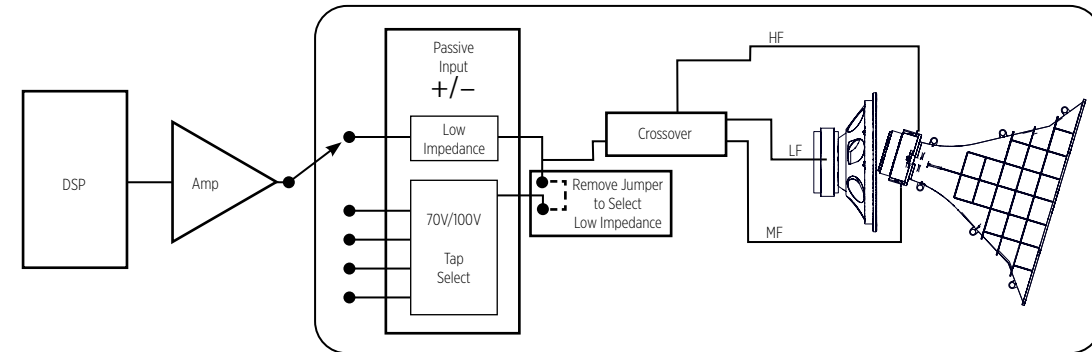 DSP
Amp
Passive
Input
+/–
Low
Impedance
70V/100V
Tap
Select
Remove Jumper
to Select
Low Impedance
Crossover
HF
LF
MF